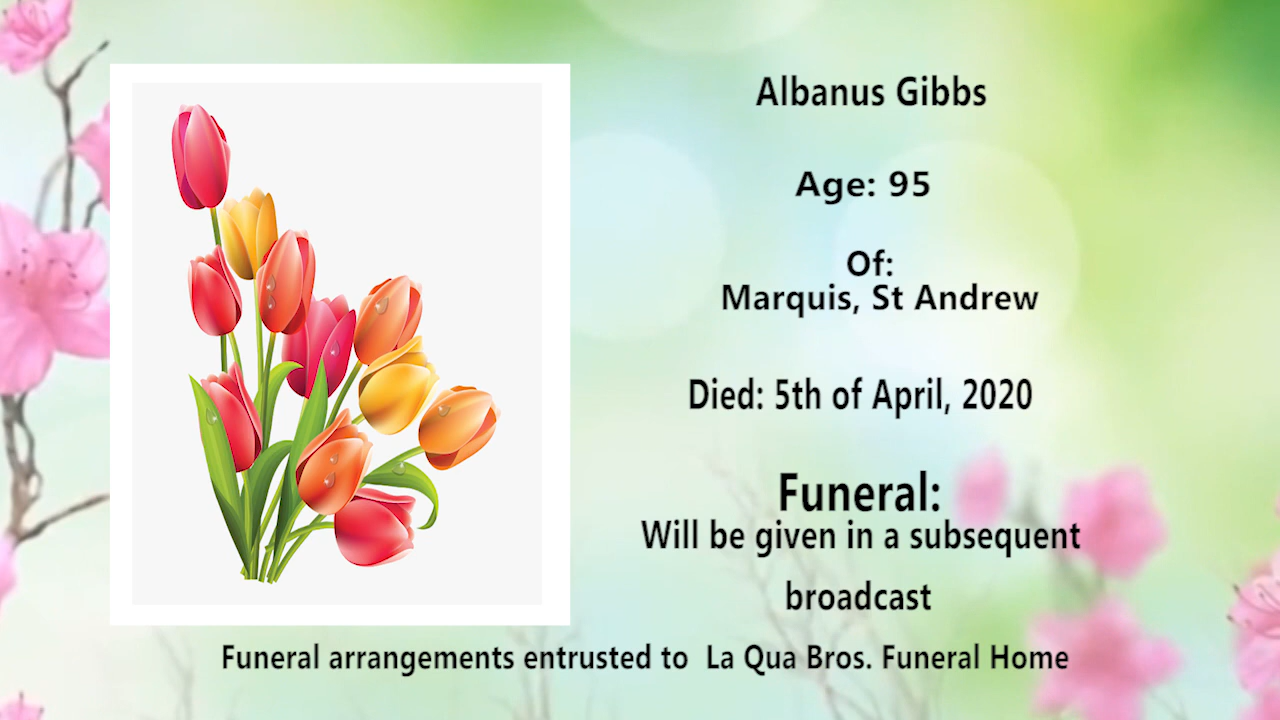 Albanus Gibbs
Age: 95
Of:
Marquis, St Andrew
Died: 5th of April, 2020
Funeral:
Will be given in a subsequent
broadcast
Funeral arrangements entrusted to  La Qua Bros. Funeral Home